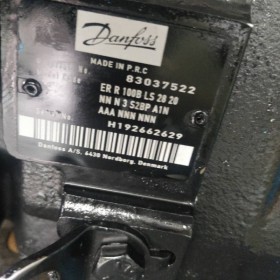 Danfoss
MADE IN P.R.C
83037522
ER R 100B LS 28 20
NN N 3 S2BP A1N
AAA NNN NNN
H192662629
Danfoss A/S, 6430 Nordborg, Denmark